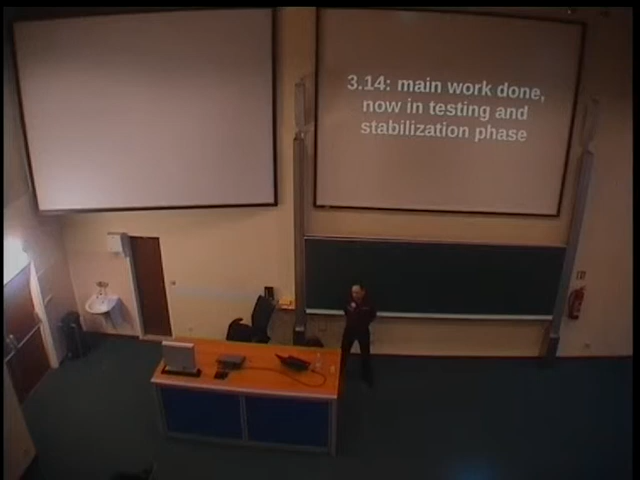 3.14: main work done,
now in testing and
stabilization phase